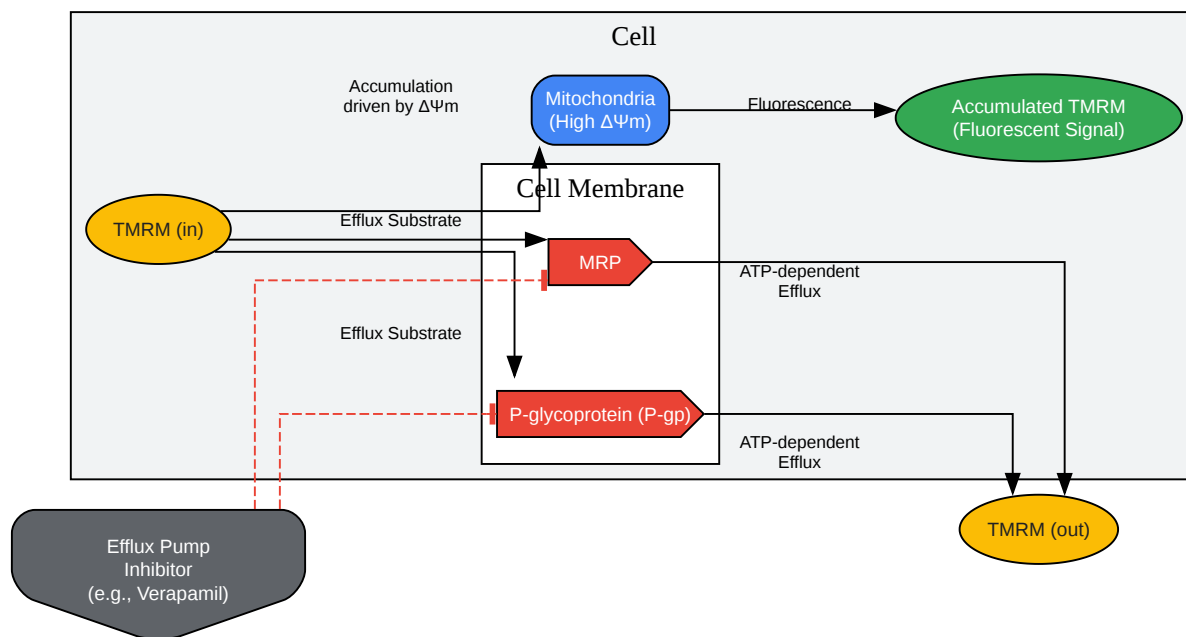 Cell
Accumulation
driven by ΔΨm
Mitochondria
(High ΔΨm)
Fluorescence
Accumulated TMRM
(Fluorescent Signal)
Cell Membrane
TMRM (in)
Efflux Substrate
MRP
ATP-dependent
Efflux
Efflux Substrate
P-glycoprotein (P-gp)
ATP-dependent
Efflux
TMRM (out)
Efflux Pump
Inhibitor
(e.g., Verapamil)